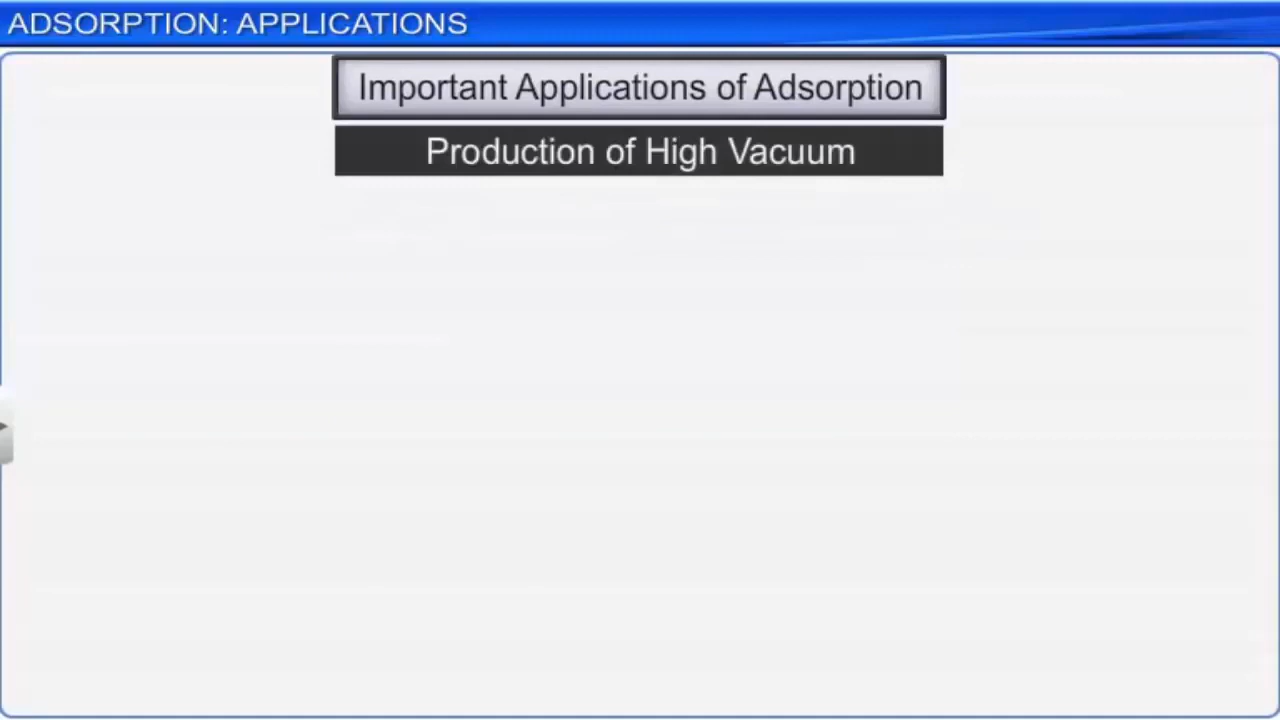 ADSORPTION: APPLICATIONS
Important Applications of Adsorption
Production of High Vacuum